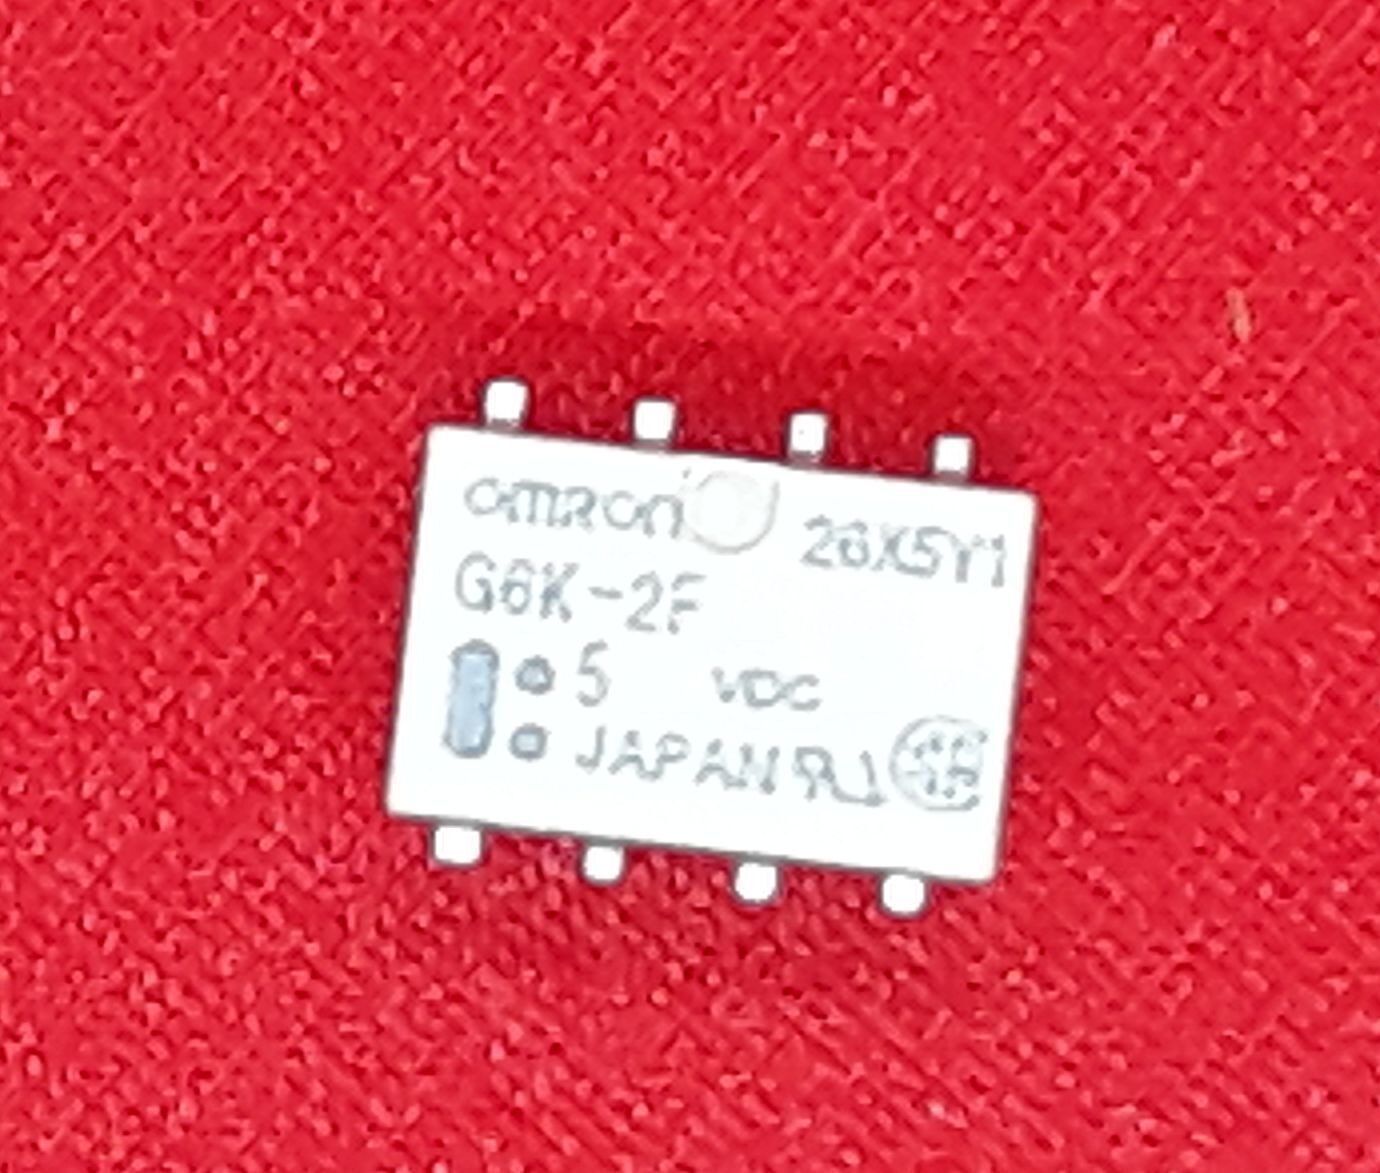 omron 26X5Y1
G6K-2F
5 VDC
JAPAN